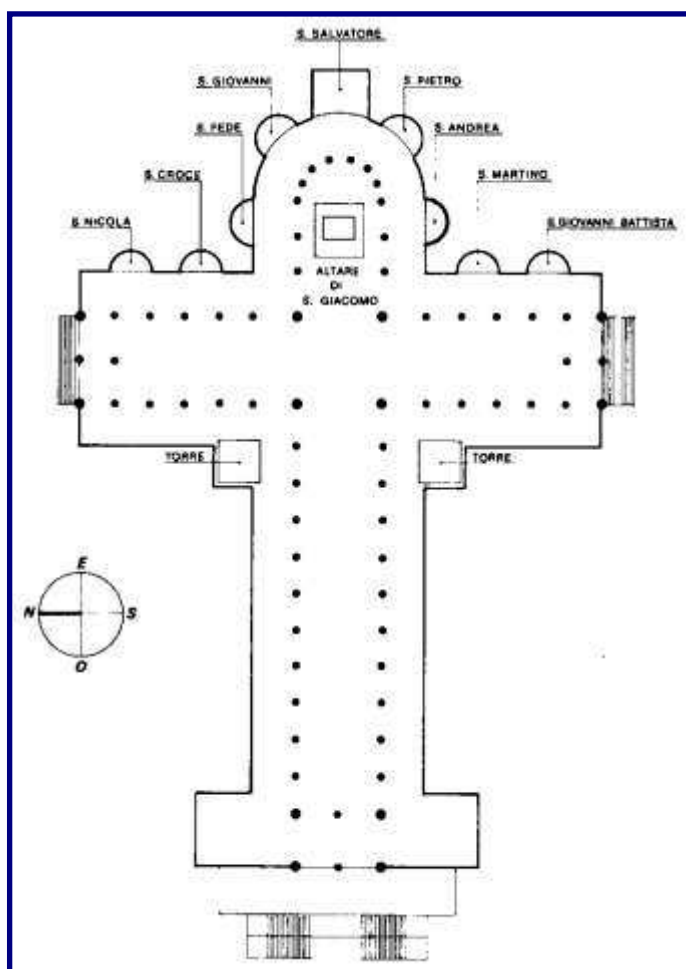 S. SALVATORE
S. GIOVANNI
S. PIETRO
S. FEDE
S. ANDREA
S. CROCE
S. MARTINO
S. NICOLA
S. GIOVANNI BATTISTA
ALTARE
DI
S. GIACOMO
TORRE
TORRE
E
N
S
O